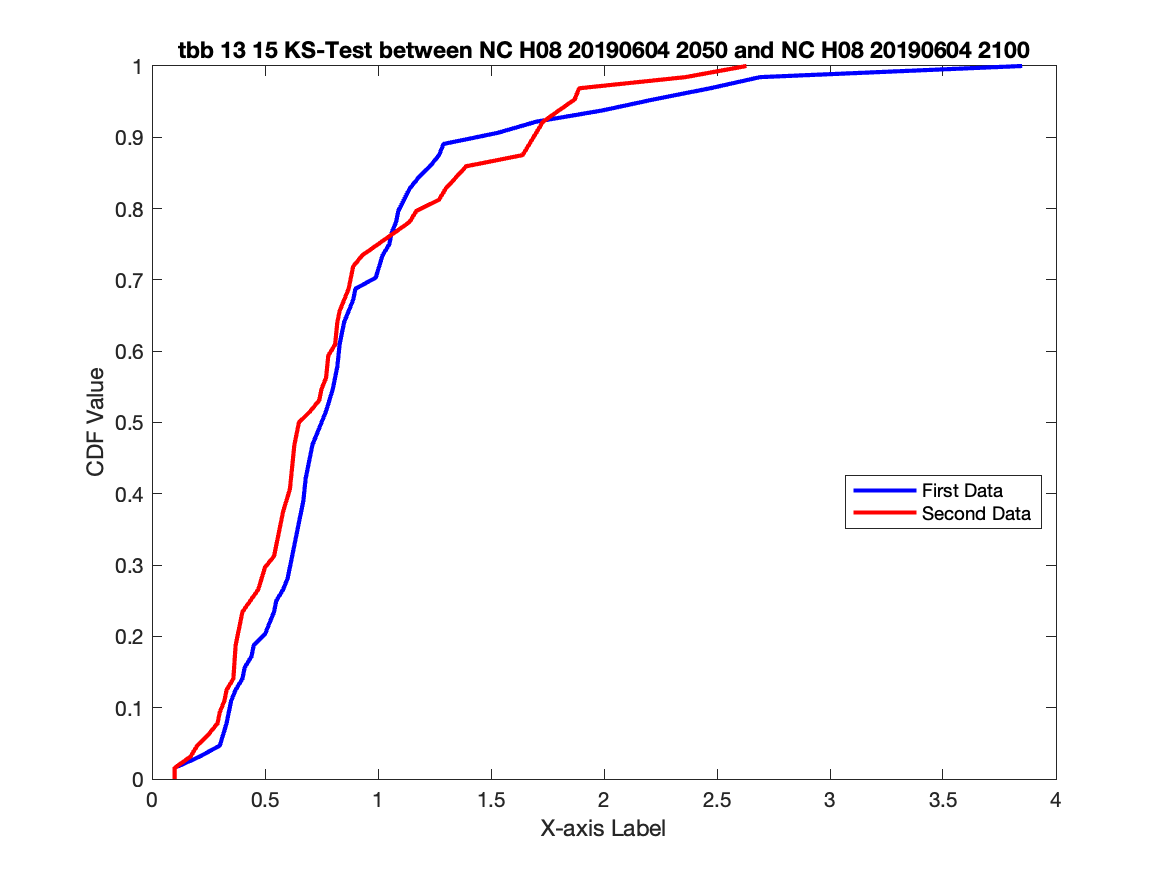 tbb 13 15 KS-Test between NC H08 20190604 2050 and NC H08 20190604 2100
1
0.9
0.8
0.7
0.6
0.5
0.4
0.3
0.2
0.1
0
CDF Value
First Data
Second Data
0 0.5 1 1.5 2 2.5 3 3.5 4
X-axis Label